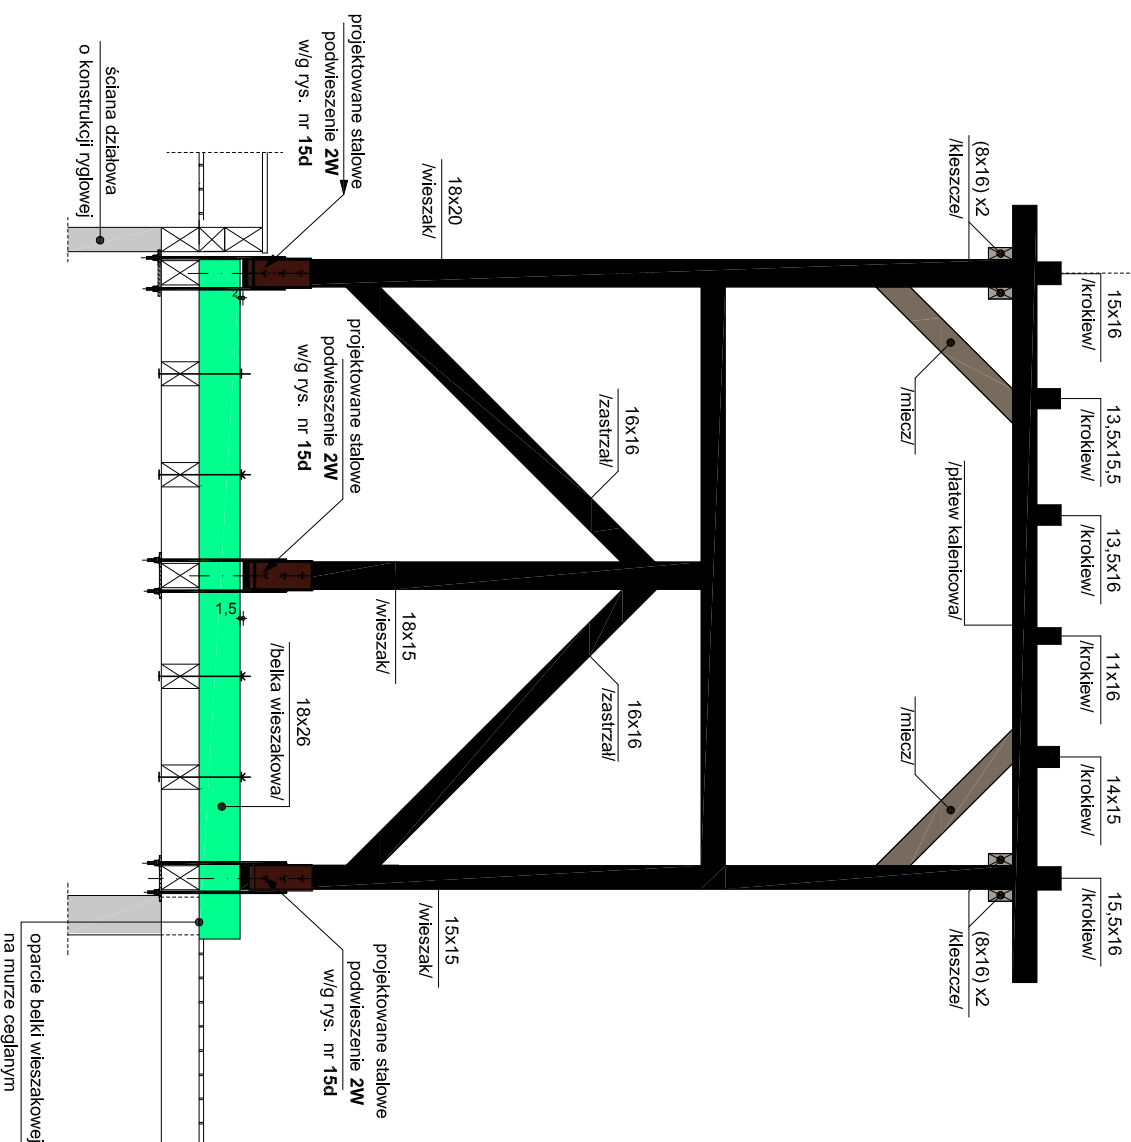 15x16
/krokiew/
13,5x15,5
/krokiew/
13,5x16
/krokiew/
11x16
/krokiew/
14x15
/krokiew/
15,5x16
/krokiew/
(8x16) x2
/kleszcze/
/płatew kalenicowa/
(8x16) x2
/kleszcze/
/miecz/
/miecz/
16x16
/zastrzał/
16x16
/zastrzał/
18x20
/wieszak/
18x15
/wieszak/
15x15
/wieszak/
projektowane stalowe
podwieszenie 2W
w/g rys. nr 15d
projektowane stalowe
podwieszenie 2W
w/g rys. nr 15d
projektowane stalowe
podwieszenie 2W
w/g rys. nr 15d
18x26
/belka wieszakowa/
2
1,5
ściana działowa
o konstrukcji ryglowej
oparcie belki wieszakowej
na murze ceglanym